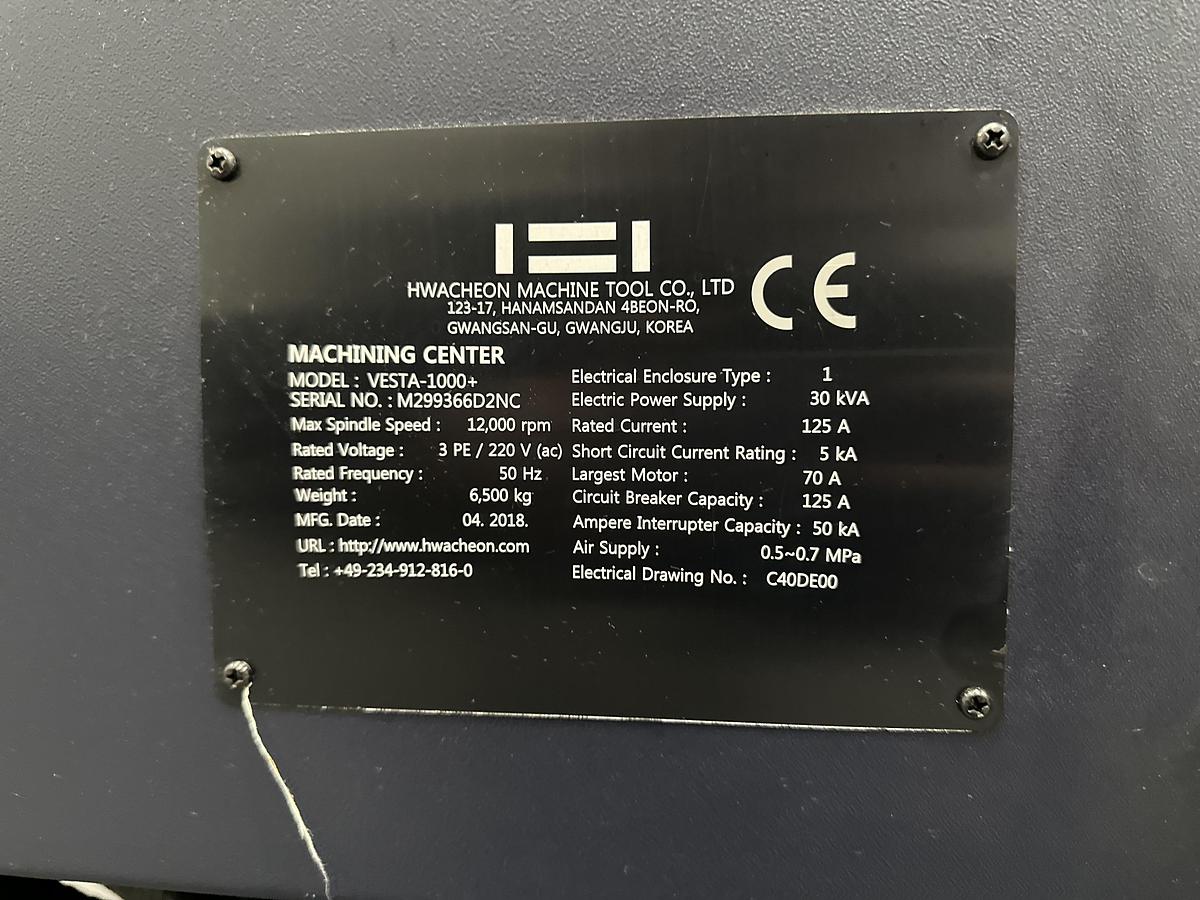 HWACHEON MACHINE TOOL CO., LTD
123-17, HANAMSANDAN 4BEON-RO,
GWANGSAN-GU, GWANGJU, KOREA
CE
MACHINING CENTER
MODEL : VESTA-1000+
SERIAL NO. : M299366D2NC
Max Spindle Speed : 12,000 rpm
Rated Voltage : 3 PE / 220 V (ac)
Rated Frequency : 50 Hz
Weight : 6,500 kg
MFG. Date : 04. 2018.
URL : http://www.hwacheon.com
Tel : +49-234-912-816-0
Electrical Enclosure Type : 1
Electric Power Supply : 30 kVA
Rated Current : 125 A
Short Circuit Current Rating : 5 kA
Largest Motor : 70 A
Circuit Breaker Capacity : 125 A
Ampere Interrupter Capacity : 50 kA
Air Supply : 0.5~0.7 MPa
Electrical Drawing No. : C40DE00